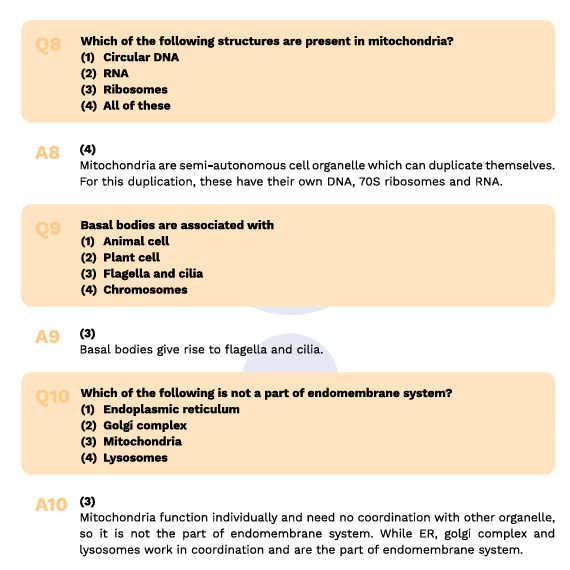 Q8 Which of the following structures are present in mitochondria?
(1) Circular DNA
(2) RNA
(3) Ribosomes
(4) All of these
A8 (4)
Mitochondria are semi-autonomous cell organelle which can duplicate themselves.
For this duplication, these have their own DNA, 70S ribosomes and RNA.
Q9 Basal bodies are associated with
(1) Animal cell
(2) Plant cell
(3) Flagella and cilia
(4) Chromosomes
A9 (3)
Basal bodies give rise to flagella and cilia.
Q10 Which of the following is not a part of endomembrane system?
(1) Endoplasmic reticulum
(2) Golgi complex
(3) Mitochondria
(4) Lysosomes
A10 (3)
Mitochondria function individually and need no coordination with other organelle,
so it is not the part of endomembrane system. While ER, golgi complex and
lysosomes work in coordination and are the part of endomembrane system.